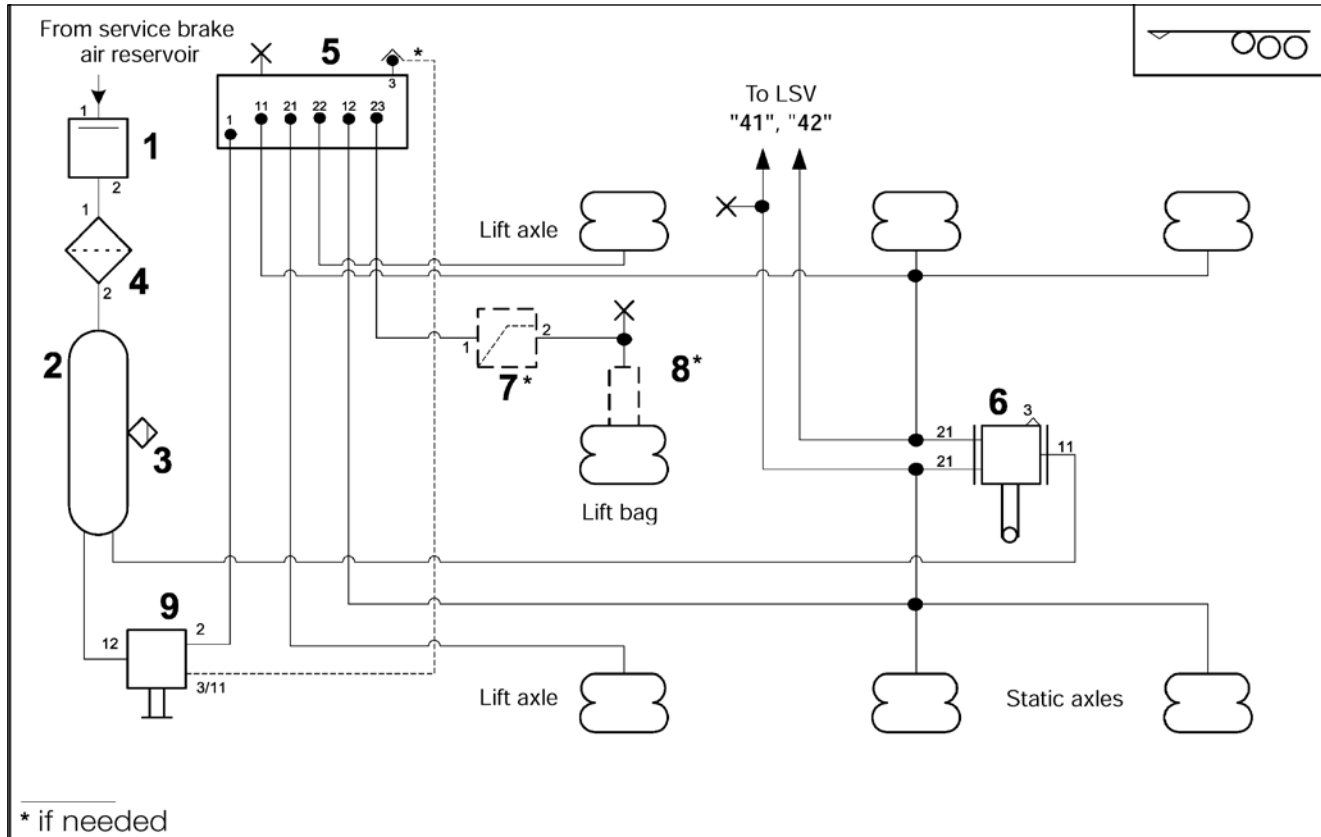 From service brake
air reservoir
1
1
2
1
4
2
2
3
5
*
3
1 11 21 22 12 23
To LSV
"41", "42"
Lift axle
1
2
7*
8*
Lift bag
6
3
21
21
11
9
12
2
3/11
Lift axle
Static axles
* if needed